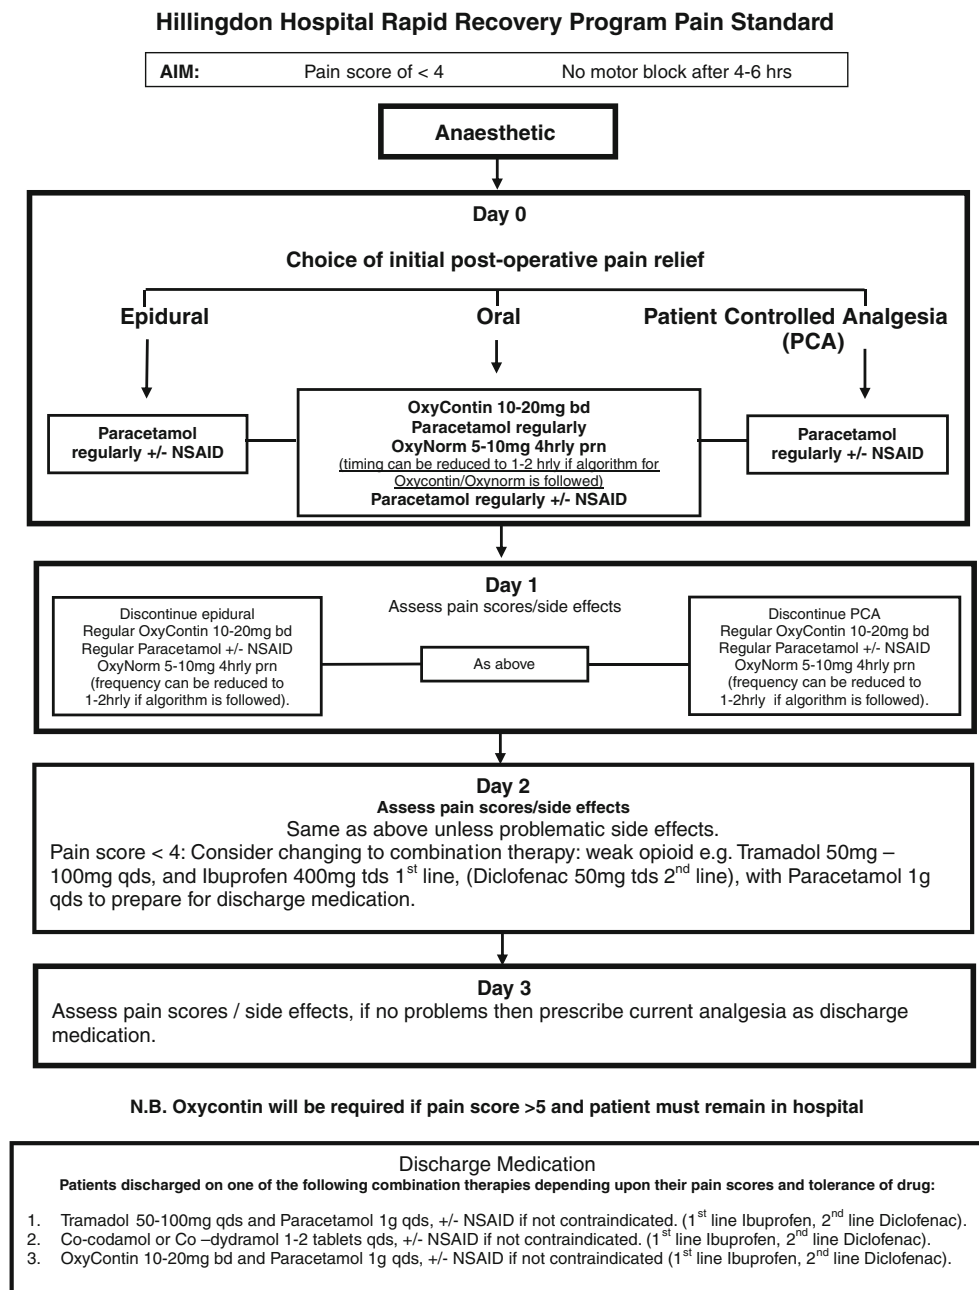 Hillingdon Hospital Rapid Recovery Program Pain Standard
AIM: Pain score of < 4 No motor block after 4-6 hrs
Anaesthetic
Day 0
Choice of initial post-operative pain relief
Epidural
Oral
Patient Controlled Analgesia
(PCA)
Paracetamol
regularly +/- NSAID
OxyContin 10-20mg bd
Paracetamol regularly
OxyNorm 5-10mg 4hrly prn
(timing can be reduced to 1-2 hrly if algorithm for
Oxycontin/Oxynorm is followed)
Paracetamol regularly +/- NSAID
Paracetamol
regularly +/- NSAID
Day 1
Assess pain scores/side effects
Discontinue epidural
Regular OxyContin 10-20mg bd
Regular Paracetamol +/- NSAID
OxyNorm 5-10mg 4hrly prn
(frequency can be reduced to
1-2hrly if algorithm is followed).
As above
Discontinue PCA
Regular OxyContin 10-20mg bd
Regular Paracetamol +/- NSAID
OxyNorm 5-10mg 4hrly prn
(frequency can be reduced to
1-2hrly if algorithm is followed).
Day 2
Assess pain scores/side effects
Same as above unless problematic side effects.
Pain score < 4: Consider changing to combination therapy: weak opioid e.g. Tramadol 50mg –
100mg qds, and Ibuprofen 400mg tds 1st line, (Diclofenac 50mg tds 2nd line), with Paracetamol 1g
qds to prepare for discharge medication.
Day 3
Assess pain scores / side effects, if no problems then prescribe current analgesia as discharge
medication.
N.B. Oxycontin will be required if pain score >5 and patient must remain in hospital
Discharge Medication
Patients discharged on one of the following combination therapies depending upon their pain scores and tolerance of drug:
1. Tramadol 50-100mg qds and Paracetamol 1g qds, +/- NSAID if not contraindicated. (1st line Ibuprofen, 2nd line Diclofenac).
2. Co-codamol or Co –dydramol 1-2 tablets qds, +/- NSAID if not contraindicated. (1st line Ibuprofen, 2nd line Diclofenac).
3. OxyContin 10-20mg bd and Paracetamol 1g qds, +/- NSAID if not contraindicated (1st line Ibuprofen, 2nd line Diclofenac).